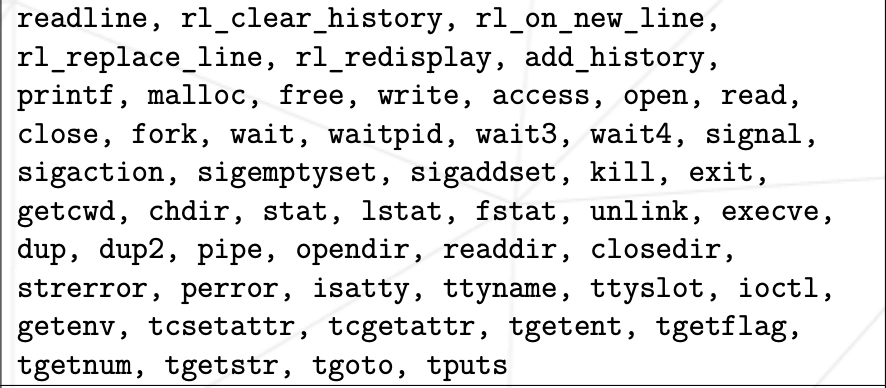 readline, rl_clear_history, rl_on_new_line,
rl_replace_line, rl_redisplay, add_history,
printf, malloc, free, write, access, open, read,
close, fork, wait, waitpid, wait3, wait4, signal,
sigaction, sigemptyset, sigaddset, kill, exit,
getcwd, chdir, stat, lstat, fstat, unlink, execve,
dup, dup2, pipe, opendir, readdir, closedir,
strerror, perror, isatty, ttyname, ttyslot, ioctl,
getenv, tcsetattr, tcgetattr, tgetent, tgetflag,
tgetnum, tgetstr, tgoto, tputs